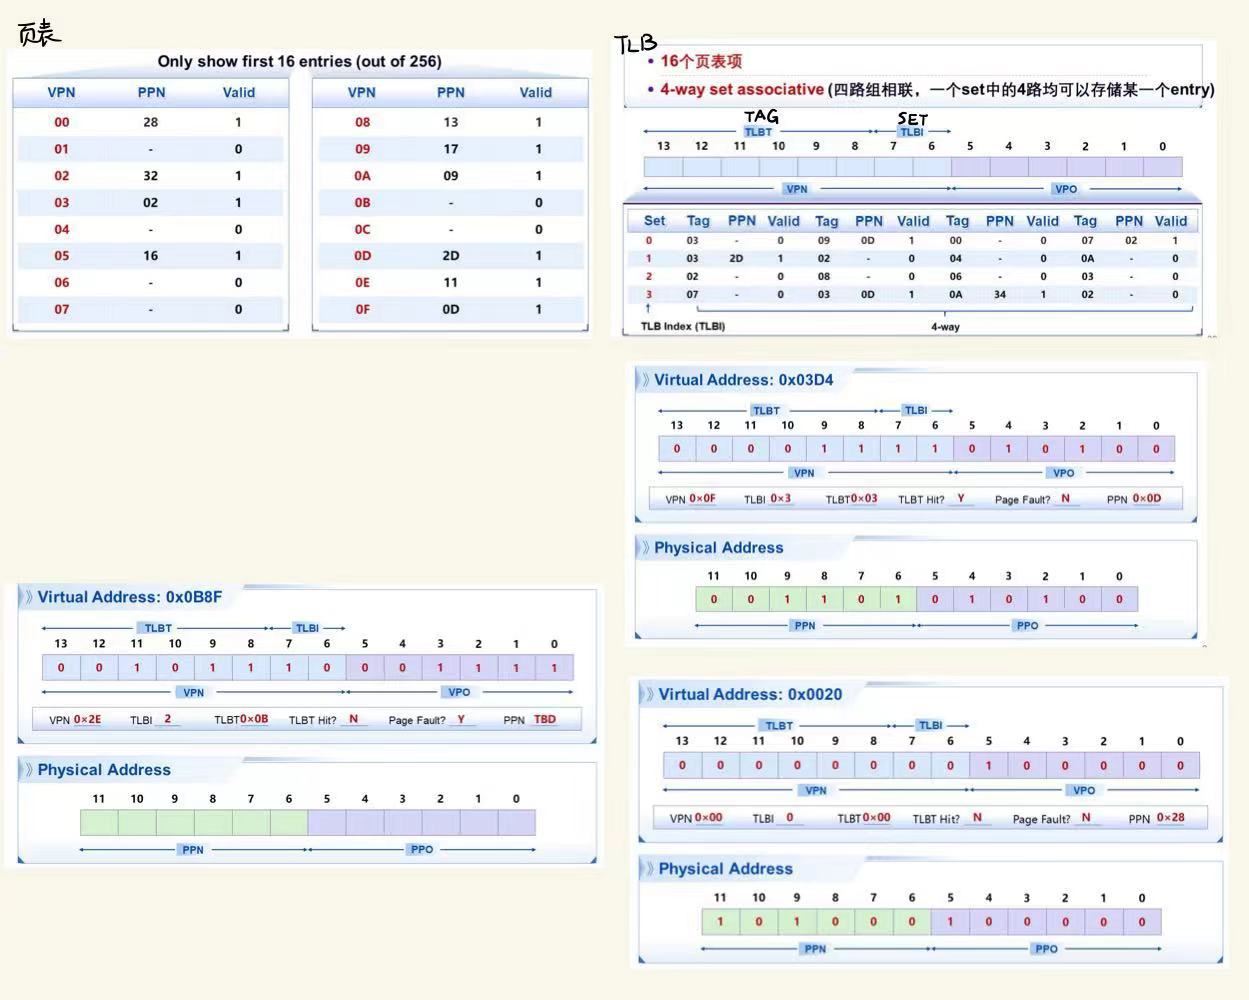 页表
Only show first 16 entries (out of 256)
VPN PPN Valid VPN PPN Valid
00 28 1 08 13 1
01 - 0 09 17 1
02 32 1 0A 09 1
03 02 1 0B - 0
04 - 0 0C - 0
05 16 1 0D 2D 1
06 - 0 0E 11 1
07 - 0 0F 0D 1
TLB
• 16个页表项
• 4-way set associative (四路组相联，一个set中的4路均可以存储某一个entry)
TAG SET
TLBT TLBI
13 12 11 10 9 8 7 6 5 4 3 2 1 0
VPN VPO
Set Tag PPN Valid Tag PPN Valid Tag PPN Valid Tag PPN Valid
0 03 - 0 09 0D 1 00 - 0 07 02 1
1 03 2D 1 02 - 0 04 - 0 0A - 0
2 02 - 0 08 - 0 06 - 0 03 - 0
3 07 - 0 03 0D 1 0A 34 1 02 - 0
TLB Index (TLBI) 4-way
Virtual Address: 0x03D4
TLBT TLBI
13 12 11 10 9 8 7 6 5 4 3 2 1 0
0 0 0 0 1 1 1 1 0 1 0 1 0 0
VPN VPO
VPN 0×0F TLBI 0×3 TLBT0×03 TLBT Hit? Y Page Fault? N PPN 0×0D
Physical Address
11 10 9 8 7 6 5 4 3 2 1 0
0 0 1 1 0 1 0 1 0 1 0 0
PPN PPO
Virtual Address: 0x0B8F
TLBT TLBI
13 12 11 10 9 8 7 6 5 4 3 2 1 0
0 0 1 0 1 1 1 0 0 0 1 1 1 1
VPN VPO
VPN 0×2E TLBI 2 TLBT0×0B TLBT Hit? N Page Fault? Y PPN TBD
Physical Address
11 10 9 8 7 6 5 4 3 2 1 0
PPN PPO
Virtual Address: 0x0020
TLBT TLBI
13 12 11 10 9 8 7 6 5 4 3 2 1 0
0 0 0 0 0 0 0 0 1 0 0 0 0 0
VPN VPO
VPN 0×00 TLBI 0 TLBT0×00 TLBT Hit? N Page Fault? N PPN 0×28
Physical Address
11 10 9 8 7 6 5 4 3 2 1 0
1 0 1 0 0 0 1 0 0 0 0 0
PPN PPO